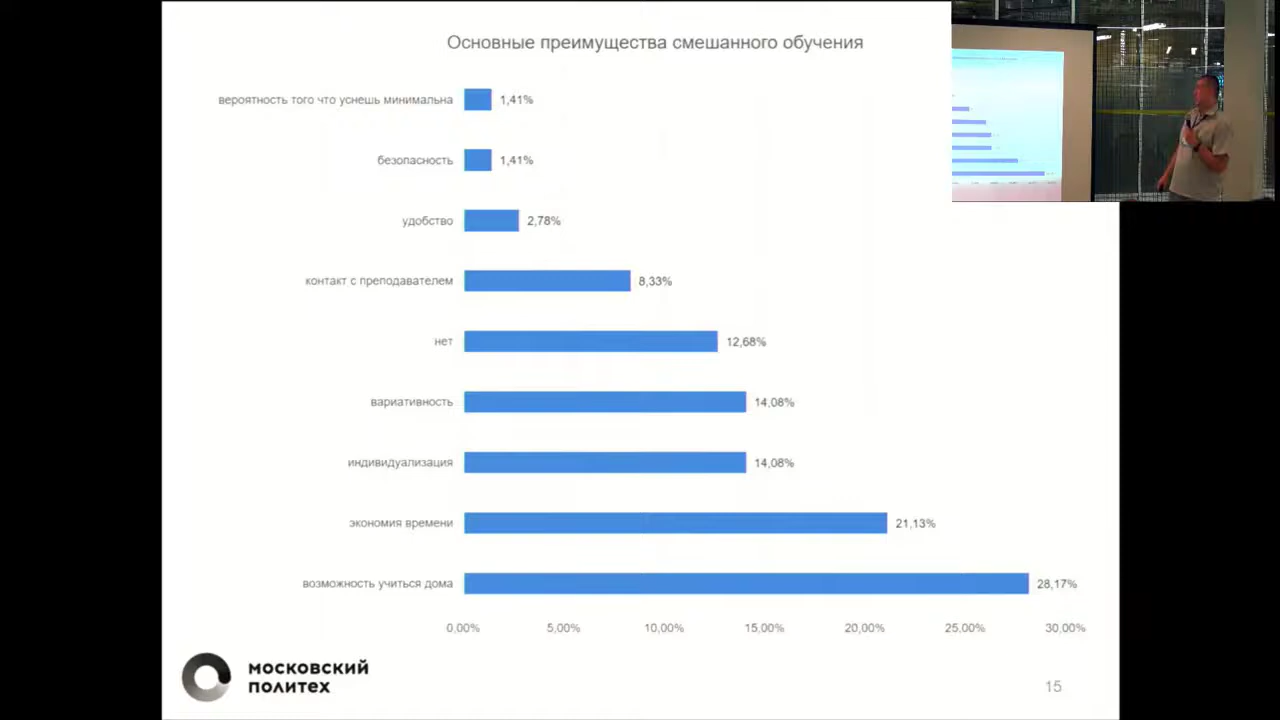 Основные преимущества смешанного обучения
вероятность того что уснешь минимальна 1,41%
безопасность 1,41%
удобство 2,78%
контакт с преподавателем 8,33%
нет 12,68%
вариативность 14,08%
индивидуализация 14,08%
экономия времени 21,13%
возможность учиться дома 28,17%
0,00% 5,00% 10,00% 15,00% 20,00% 25,00% 30,00%
МОСКОВСКИЙ
ПОЛИТЕХ
15